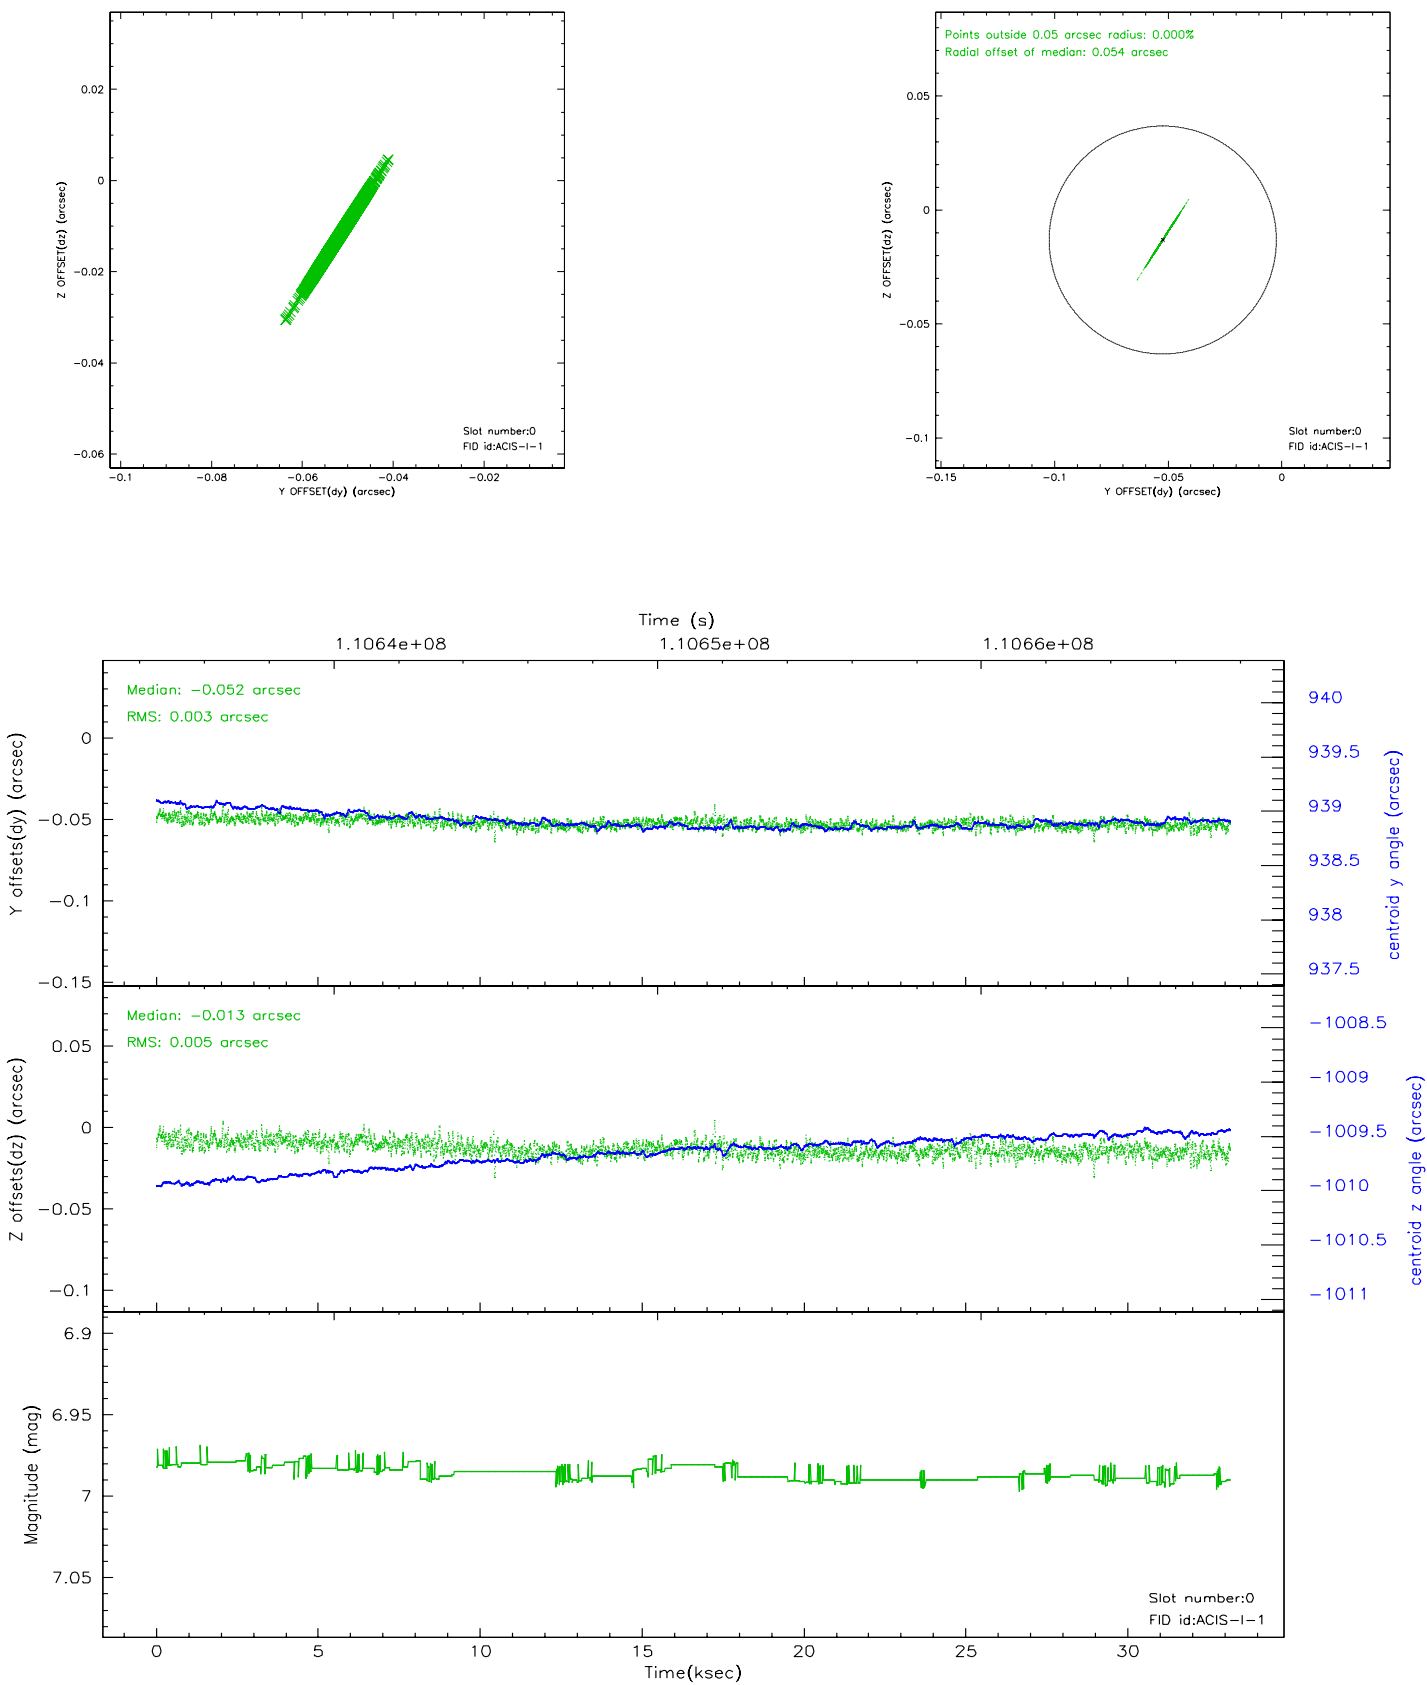 0.02
0
−0.02
−0.04
−0.06
Z OFFSET(dz) (arcsec)
Slot number:0
FID id:ACIS−I−1
−0.1 −0.08 −0.06 −0.04 −0.02
Y OFFSET(dy) (arcsec)
Points outside 0.05 arcsec radius: 0.000%
Radial offset of median: 0.054 arcsec
0.05
0
−0.05
−0.1
Z OFFSET(dz) (arcsec)
Slot number:0
FID id:ACIS−I−1
−0.15 −0.1 −0.05 0
Y OFFSET(dy) (arcsec)
Time (s)
1.1064e+08 1.1065e+08 1.1066e+08
Median: −0.052 arcsec
RMS: 0.003 arcsec
0
−0.05
−0.1
−0.15
Y offsets(dy) (arcsec)
940
939.5
939
938.5
938
937.5
centroid y angle (arcsec)
Median: −0.013 arcsec
RMS: 0.005 arcsec
0.05
0
−0.05
−0.1
Z offsets(dz) (arcsec)
−1008.5
−1009
−1009.5
−1010
−1010.5
−1011
centroid z angle (arcsec)
6.9
6.95
7
7.05
Magnitude (mag)
Slot number:0
FID id:ACIS−I−1
0 5 10 15 20 25 30
Time(ksec)